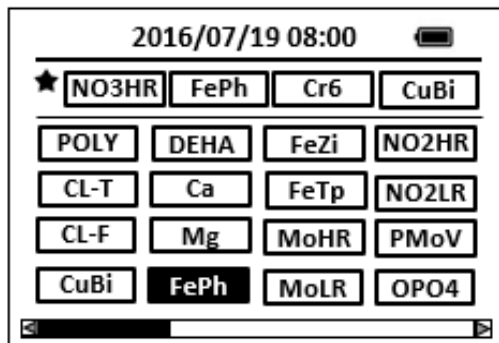 2016/07/19 08:00
NO3HR FePh Cr6 CuBi
POLY DEHA FeZi NO2HR
CL-T Ca FeTp NO2LR
CL-F Mg MoHR PMoV
CuBi FePh MoLR OPO4